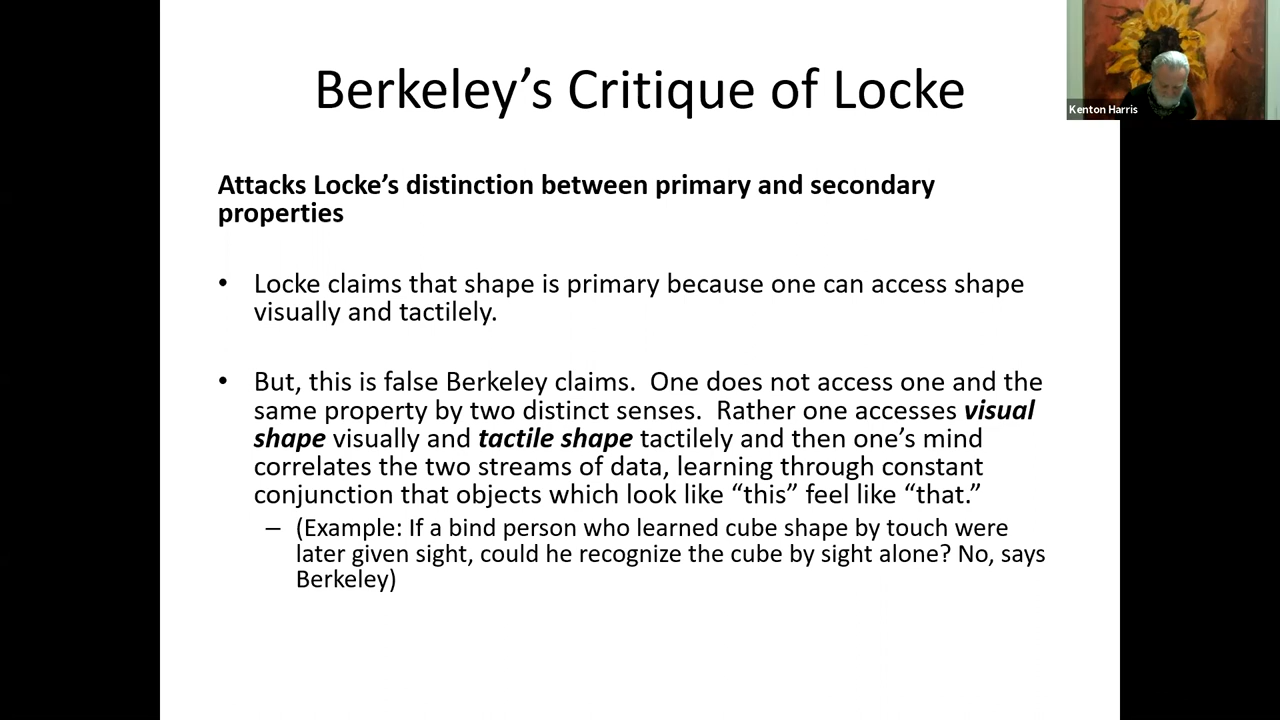 Berkeley’s Critique of Locke
Kenton Harris
Attacks Locke’s distinction between primary and secondary
properties
• Locke claims that shape is primary because one can access shape
visually and tactilely.
• But, this is false Berkeley claims.  One does not access one and the
same property by two distinct senses.  Rather one accesses visual
shape visually and tactile shape tactilely and then one’s mind
correlates the two streams of data, learning through constant
conjunction that objects which look like “this” feel like “that.”
– (Example: If a bind person who learned cube shape by touch were
later given sight, could he recognize the cube by sight alone? No, says
Berkeley)